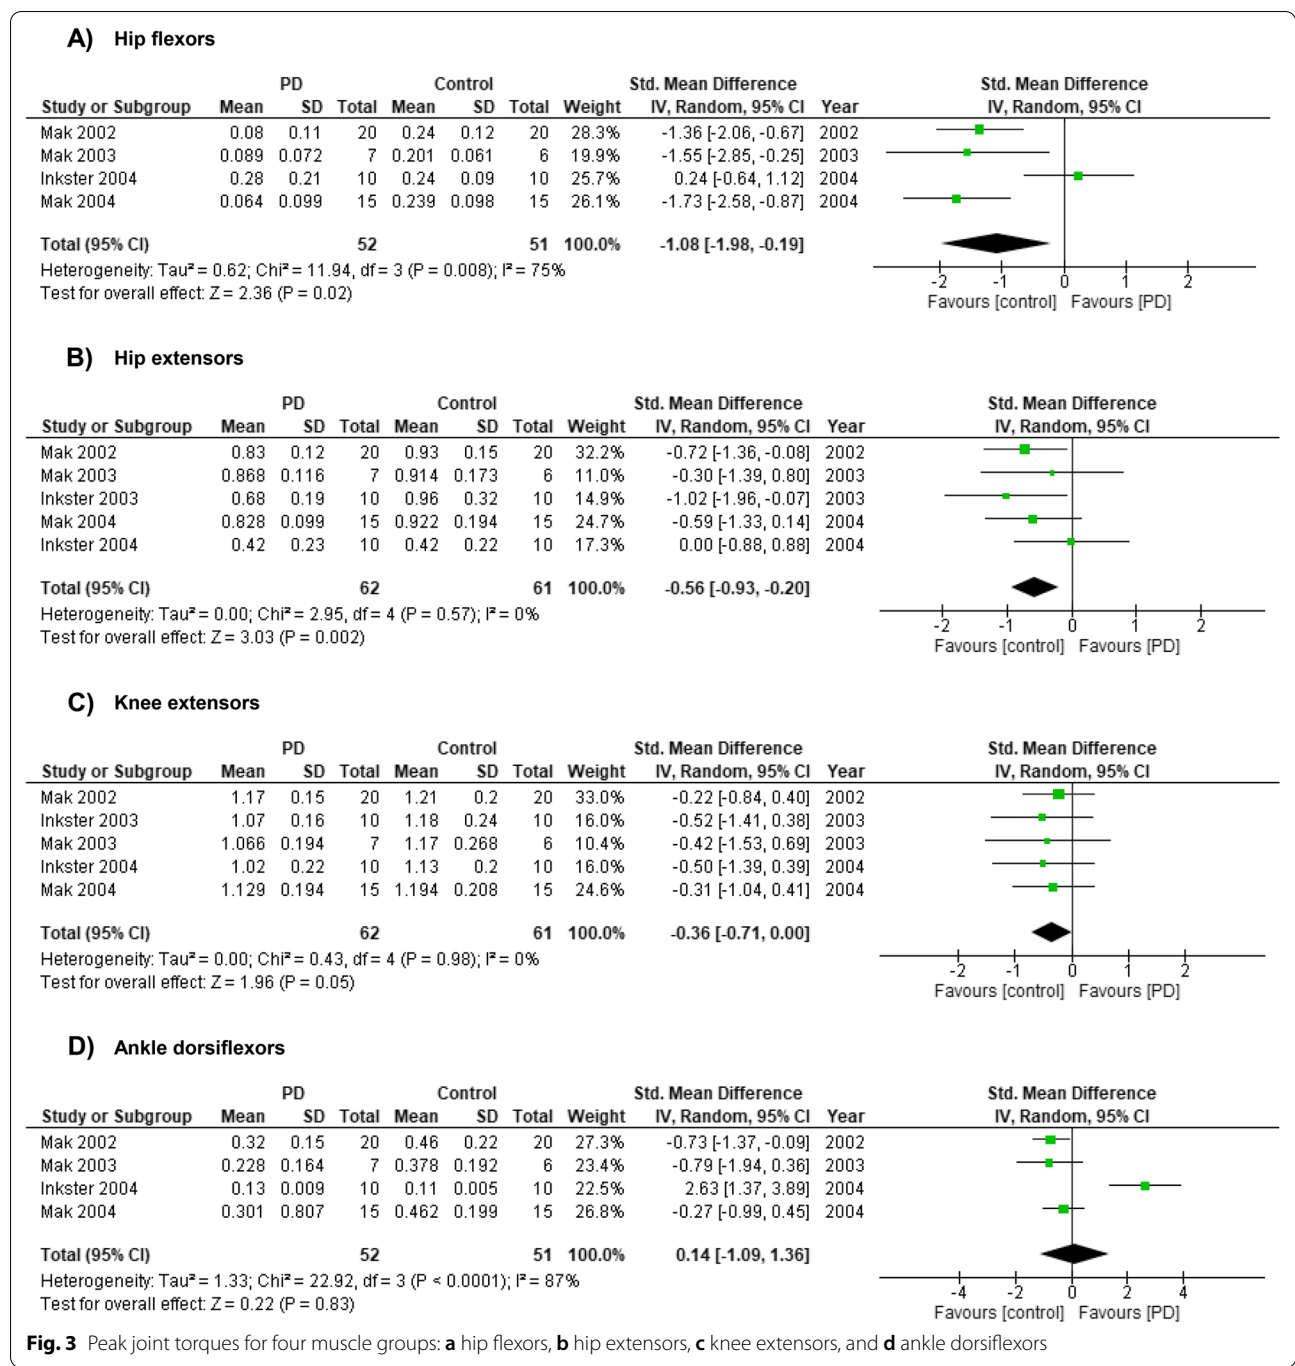 A) Hip flexors
PD Control Std. Mean Difference Std. Mean Difference
Study or Subgroup Mean SD Total Mean SD Total Weight IV, Random, 95% CI Year IV, Random, 95% CI
Mak 2002 0.08 0.11 20 0.24 0.12 20 28.3% -1.36 [-2.06, -0.67] 2002
Mak 2003 0.089 0.072 7 0.201 0.061 6 19.9% -1.55 [-2.85, -0.25] 2003
Inkster 2004 0.28 0.21 10 0.24 0.09 10 25.7% 0.24 [-0.64, 1.12] 2004
Mak 2004 0.064 0.099 15 0.239 0.098 15 26.1% -1.73 [-2.58, -0.87] 2004
Total (95% CI) 52 51 100.0% -1.08 [-1.98, -0.19]
Heterogeneity: Tau² = 0.62; Chi² = 11.94, df = 3 (P = 0.008); I² = 75%
Test for overall effect: Z = 2.36 (P = 0.02)
-2 -1 0 1 2
Favours [control] Favours [PD]
B) Hip extensors
PD Control Std. Mean Difference Std. Mean Difference
Study or Subgroup Mean SD Total Mean SD Total Weight IV, Random, 95% CI Year IV, Random, 95% CI
Mak 2002 0.83 0.12 20 0.93 0.15 20 32.2% -0.72 [-1.36, -0.08] 2002
Mak 2003 0.868 0.116 7 0.914 0.173 6 11.0% -0.30 [-1.39, 0.80] 2003
Inkster 2003 0.68 0.19 10 0.96 0.32 10 14.9% -1.02 [-1.96, -0.07] 2003
Mak 2004 0.828 0.099 15 0.922 0.194 15 24.7% -0.59 [-1.33, 0.14] 2004
Inkster 2004 0.42 0.23 10 0.42 0.22 10 17.3% 0.00 [-0.88, 0.88] 2004
Total (95% CI) 62 61 100.0% -0.56 [-0.93, -0.20]
Heterogeneity: Tau² = 0.00; Chi² = 2.95, df = 4 (P = 0.57); I² = 0%
Test for overall effect: Z = 3.03 (P = 0.002)
-2 -1 0 1 2
Favours [control] Favours [PD]
C) Knee extensors
PD Control Std. Mean Difference Std. Mean Difference
Study or Subgroup Mean SD Total Mean SD Total Weight IV, Random, 95% CI Year IV, Random, 95% CI
Mak 2002 1.17 0.15 20 1.21 0.2 20 33.0% -0.22 [-0.84, 0.40] 2002
Inkster 2003 1.07 0.16 10 1.18 0.24 10 16.0% -0.52 [-1.41, 0.38] 2003
Mak 2003 1.066 0.194 7 1.17 0.268 6 10.4% -0.42 [-1.53, 0.69] 2003
Inkster 2004 1.02 0.22 10 1.13 0.2 10 16.0% -0.50 [-1.39, 0.39] 2004
Mak 2004 1.129 0.194 15 1.194 0.208 15 24.6% -0.31 [-1.04, 0.41] 2004
Total (95% CI) 62 61 100.0% -0.36 [-0.71, 0.00]
Heterogeneity: Tau² = 0.00; Chi² = 0.43, df = 4 (P = 0.98); I² = 0%
Test for overall effect: Z = 1.96 (P = 0.05)
-2 -1 0 1 2
Favours [control] Favours [PD]
D) Ankle dorsiflexors
PD Control Std. Mean Difference Std. Mean Difference
Study or Subgroup Mean SD Total Mean SD Total Weight IV, Random, 95% CI Year IV, Random, 95% CI
Mak 2002 0.32 0.15 20 0.46 0.22 20 27.3% -0.73 [-1.37, -0.09] 2002
Mak 2003 0.228 0.164 7 0.378 0.192 6 23.4% -0.79 [-1.94, 0.36] 2003
Inkster 2004 0.13 0.009 10 0.11 0.005 10 22.5% 2.63 [1.37, 3.89] 2004
Mak 2004 0.301 0.807 15 0.462 0.199 15 26.8% -0.27 [-0.99, 0.45] 2004
Total (95% CI) 52 51 100.0% 0.14 [-1.09, 1.36]
Heterogeneity: Tau² = 1.33; Chi² = 22.92, df = 3 (P < 0.0001); I² = 87%
Test for overall effect: Z = 0.22 (P = 0.83)
-4 -2 0 2 4
Favours [control] Favours [PD]
Fig. 3 Peak joint torques for four muscle groups: a hip flexors, b hip extensors, c knee extensors, and d ankle dorsiflexors